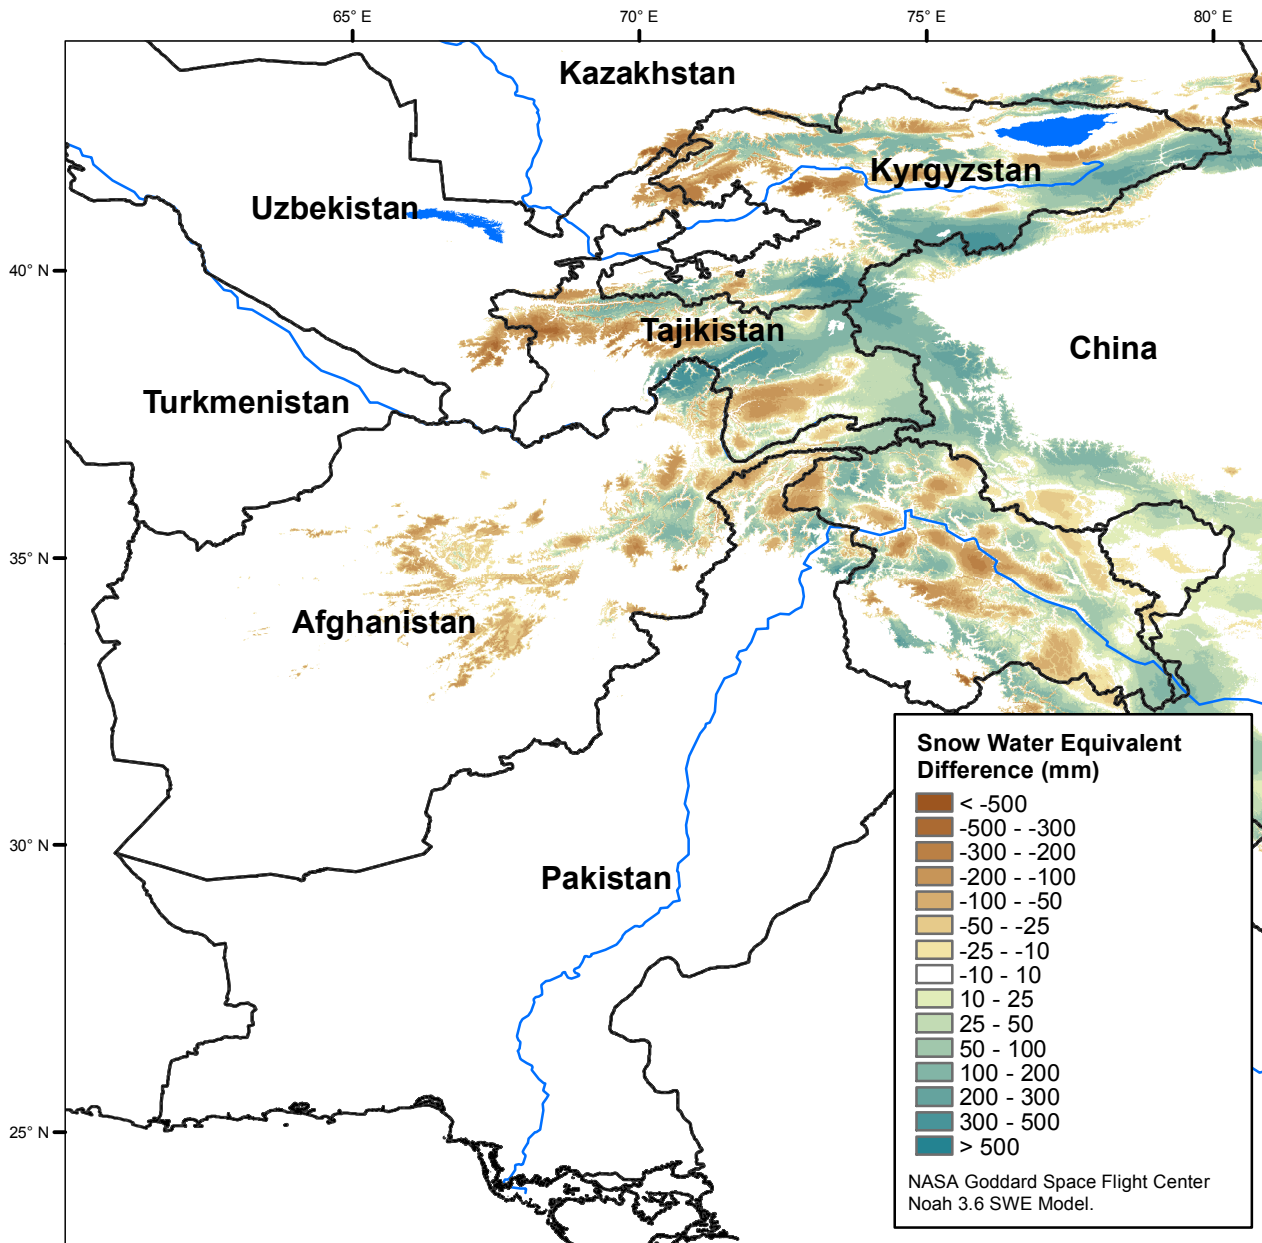 65° E
70° E
75° E
80° E
Kazakhstan
Kyrgyzstan
Uzbekistan
40° N
Tajikistan
China
Turkmenistan
35° N
Afghanistan
Snow Water Equivalent
Difference (mm)
< -500
-500 - -300
-300 - -200
-200 - -100
-100 - -50
-50 - -25
-25 - -10
-10 - 10
10 - 25
25 - 50
50 - 100
100 - 200
200 - 300
300 - 500
> 500
NASA Goddard Space Flight Center
Noah 3.6 SWE Model.
30° N
Pakistan
25° N